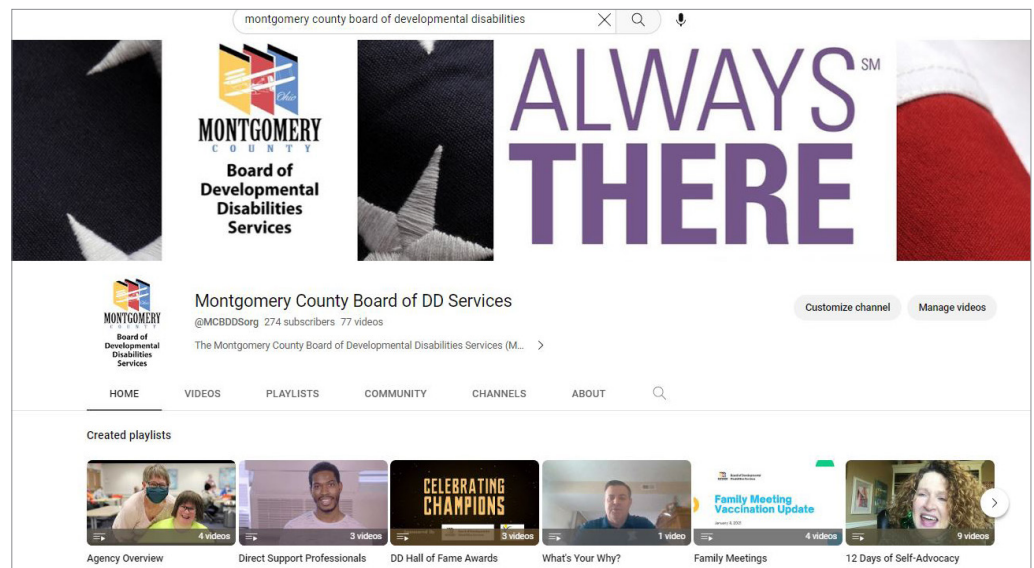 montgomery county board of developmental disabilities
Ohio
MONTGOMERY
COUNTY
Board of
Developmental
Disabilities
Services
ALWAYS SM
THERE
MONTGOMERY
COUNTY
Board of
Developmental
Disabilities
Services
Montgomery County Board of DD Services
@MCBDDSorg 274 subscribers 77 videos
The Montgomery County Board of Developmental Disabilities Services (M...
Customize channel Manage videos
HOME VIDEOS PLAYLISTS COMMUNITY CHANNELS ABOUT
Created playlists
CELEBRATING
CHAMPIONS
Family Meeting
Vaccination Update
4 videos 3 videos 3 videos 1 video 4 videos 9 videos
Agency Overview Direct Support Professionals DD Hall of Fame Awards What's Your Why? Family Meetings 12 Days of Self-Advocacy